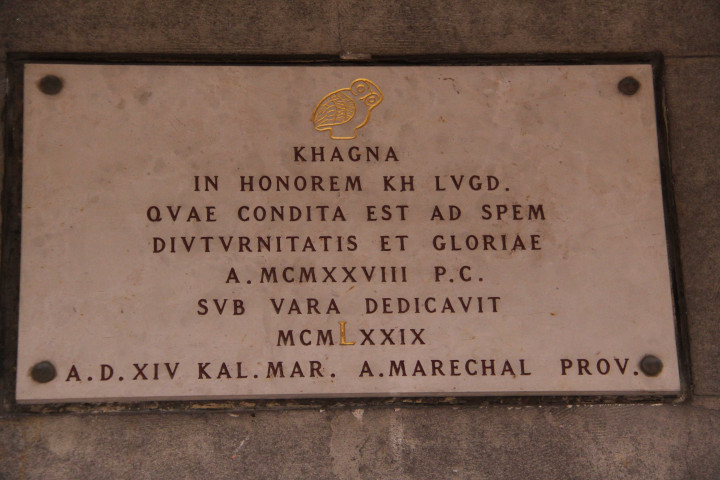 KHAGNA
IN HONOREM KH LVGD.
QVAE CONDITA EST AD SPEM
DIVTVRNITATIS ET GLORIAE
A.MCMXXVIII P.C.
SVB VARA DEDICAVIT
MCMLXXIX
A.D.XIV KAL.MAR. A.MARECHAL PROV.